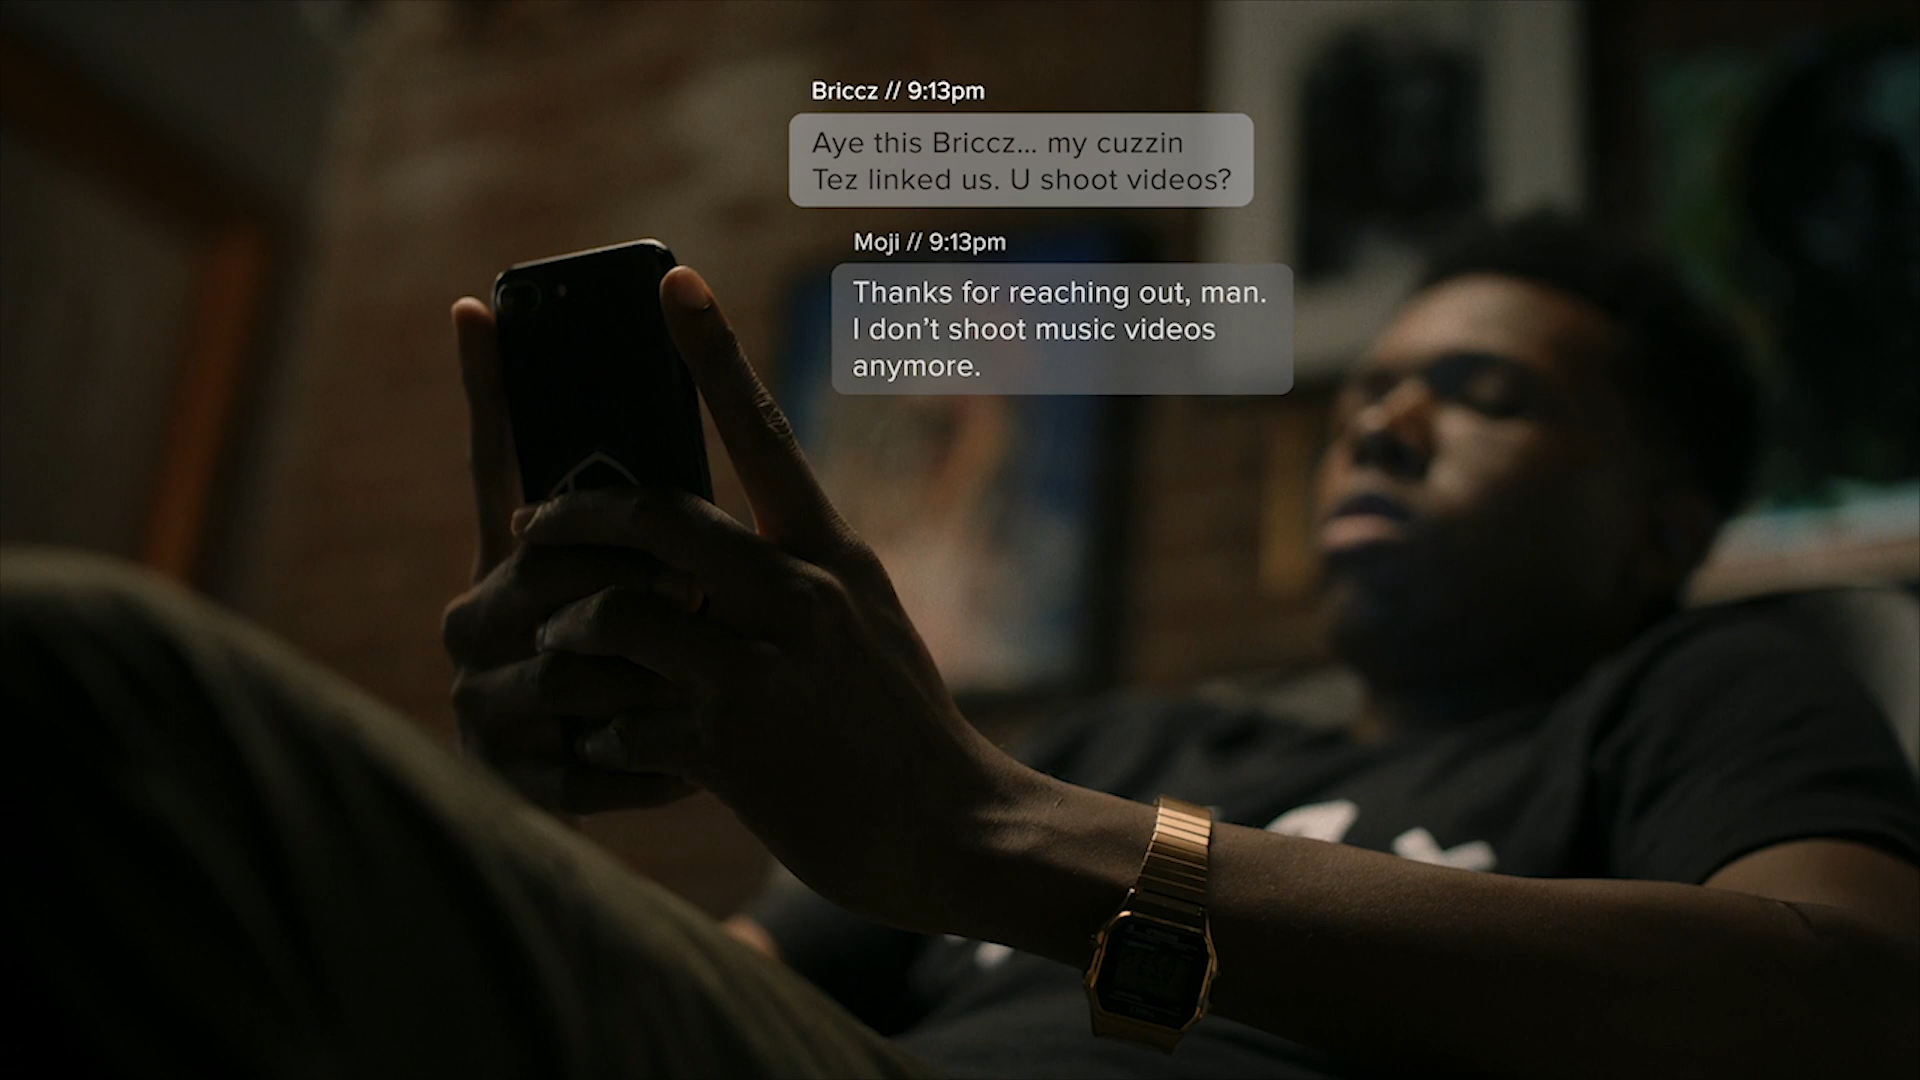 Briccz // 9:13pm
Aye this Briccz... my cuzzin
Tez linked us. U shoot videos?
Moji // 9:13pm
Thanks for reaching out, man.
I don't shoot music videos
anymore.